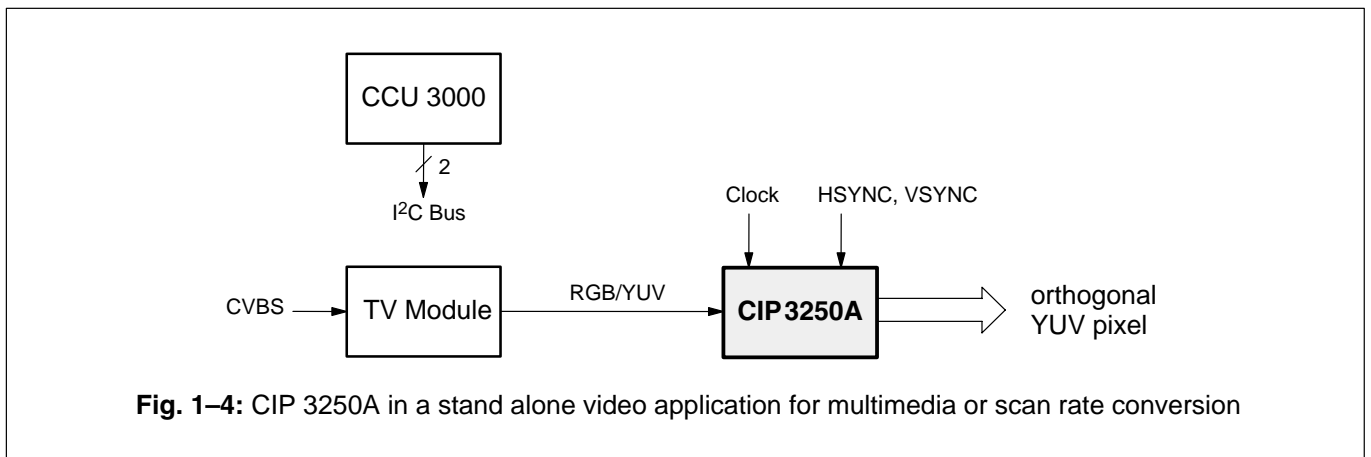 CCU 3000
2
I²C Bus
Clock
HSYNC, VSYNC
CVBS
TV Module
RGB/YUV
CIP 3250A
orthogonal
YUV pixel
Fig. 1–4: CIP 3250A in a stand alone video application for multimedia or scan rate conversion